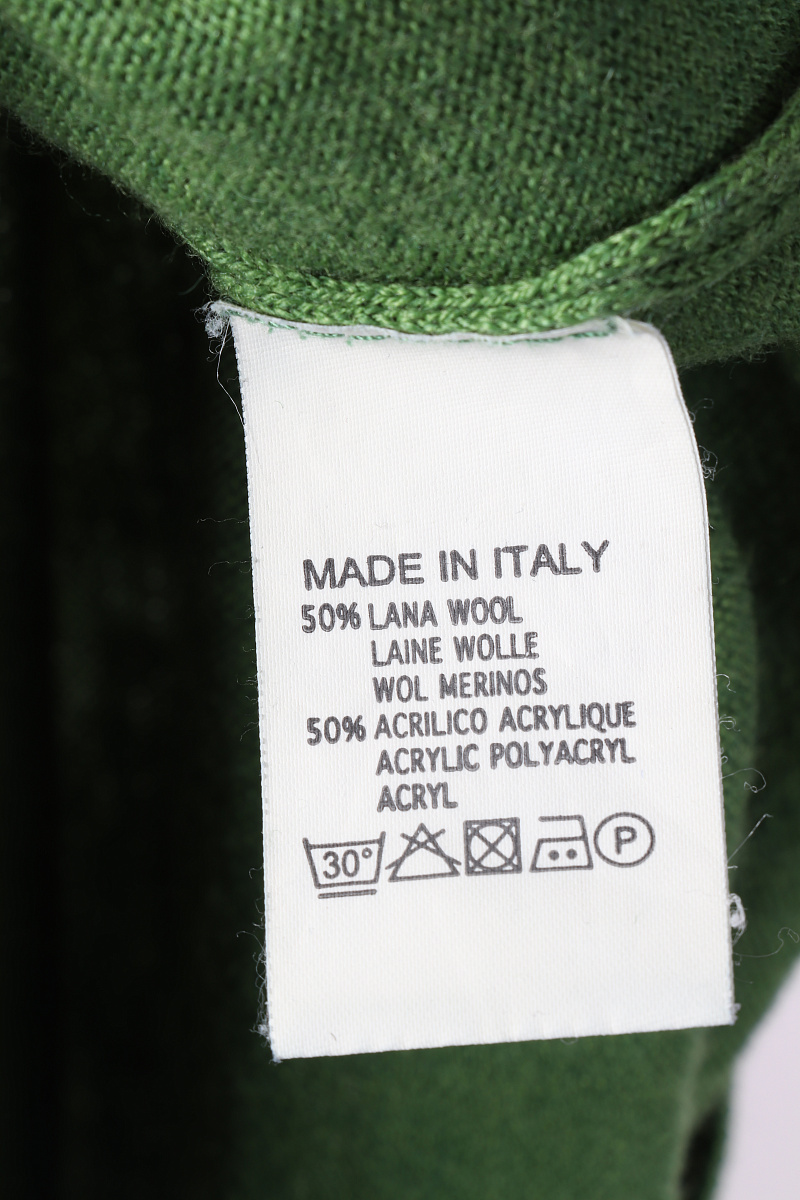 MADE IN ITALY
50% LANA WOOL
LAINE WOLLE
WOL MERINOS
50% ACRILICO ACRYLIQUE
ACRYLIC POLYACRYL
ACRYL
30° P